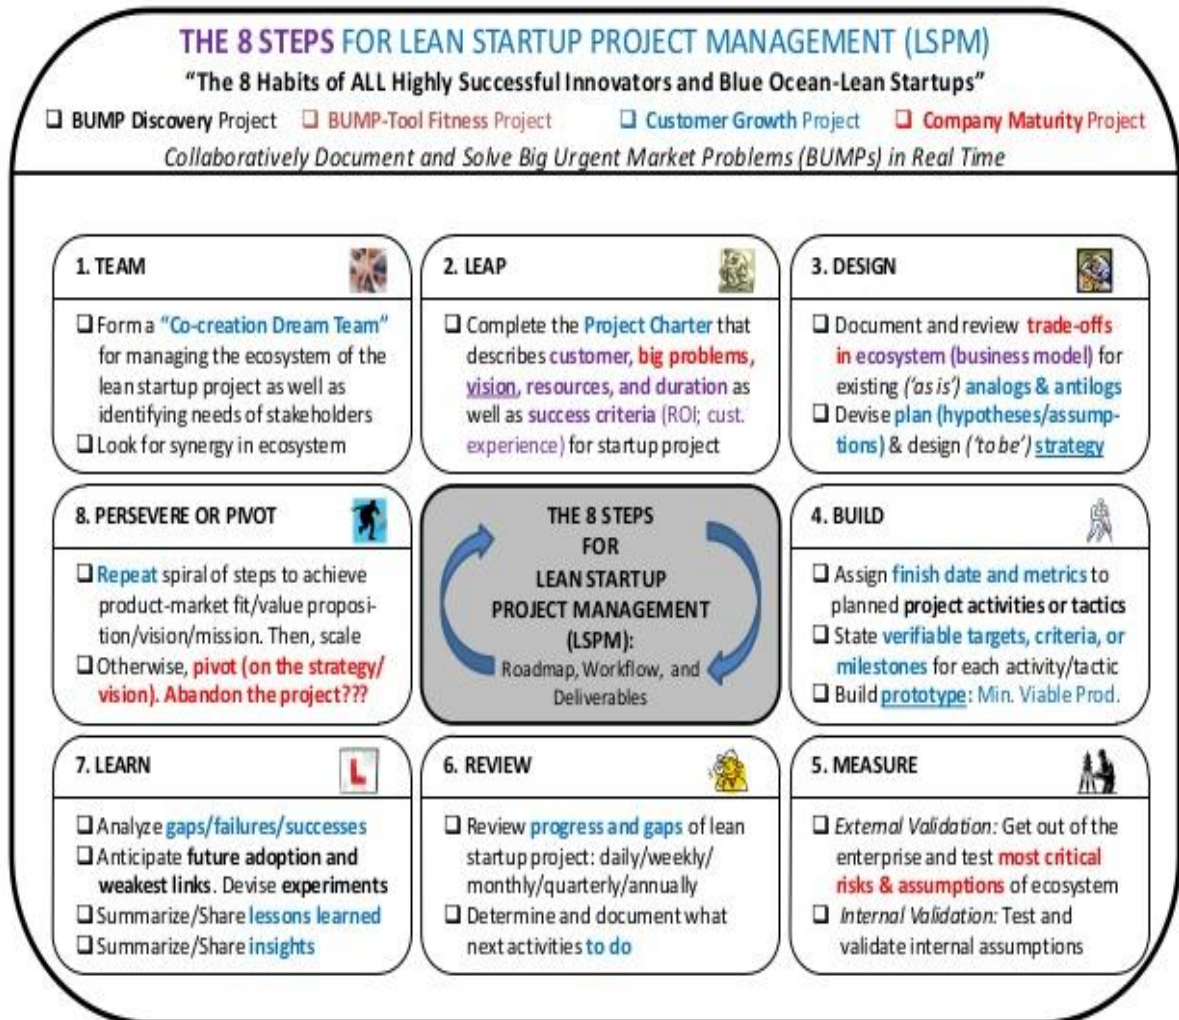 THE 8 STEPS FOR LEAN STARTUP PROJECT MANAGEMENT (LSPM)
“The 8 Habits of ALL Highly Successful Innovators and Blue Ocean-Lean Startups”
❑ BUMP Discovery Project ❑ BUMP-Tool Fitness Project ❑ Customer Growth Project ❑ Company Maturity Project
Collaboratively Document and Solve Big Urgent Market Problems (BUMPs) in Real Time
1. TEAM
❑ Form a “Co-creation Dream Team”
for managing the ecosystem of the
lean startup project as well as
identifying needs of stakeholders
❑ Look for synergy in ecosystem
2. LEAP
❑ Complete the Project Charter that
describes customer, big problems,
vision, resources, and duration as
well as success criteria (ROI; cust.
experience) for startup project
3. DESIGN
❑ Document and review trade-offs
in ecosystem (business model) for
existing (‘as is’) analogs & antilogs
❑ Devise plan (hypotheses/assump-
tions) & design (‘to be’) strategy
8. PERSEVERE OR PIVOT
❑ Repeat spiral of steps to achieve
product-market fit/value proposi-
tion/vision/mission. Then, scale
❑ Otherwise, pivot (on the strategy/
vision). Abandon the project???
THE 8 STEPS
FOR
LEAN STARTUP
PROJECT MANAGEMENT
(LSPM):
Roadmap, Workflow, and
Deliverables
4. BUILD
❑ Assign finish date and metrics to
planned project activities or tactics
❑ State verifiable targets, criteria, or
milestones for each activity/tactic
❑ Build prototype: Min. Viable Prod.
7. LEARN
L
❑ Analyze gaps/failures/successes
❑ Anticipate future adoption and
weakest links. Devise experiments
❑ Summarize/Share lessons learned
❑ Summarize/Share insights
6. REVIEW
❑ Review progress and gaps of lean
startup project: daily/weekly/
monthly/quarterly/annually
❑ Determine and document what
next activities to do
5. MEASURE
❑ External Validation: Get out of the
enterprise and test most critical
risks & assumptions of ecosystem
❑ Internal Validation: Test and
validate internal assumptions